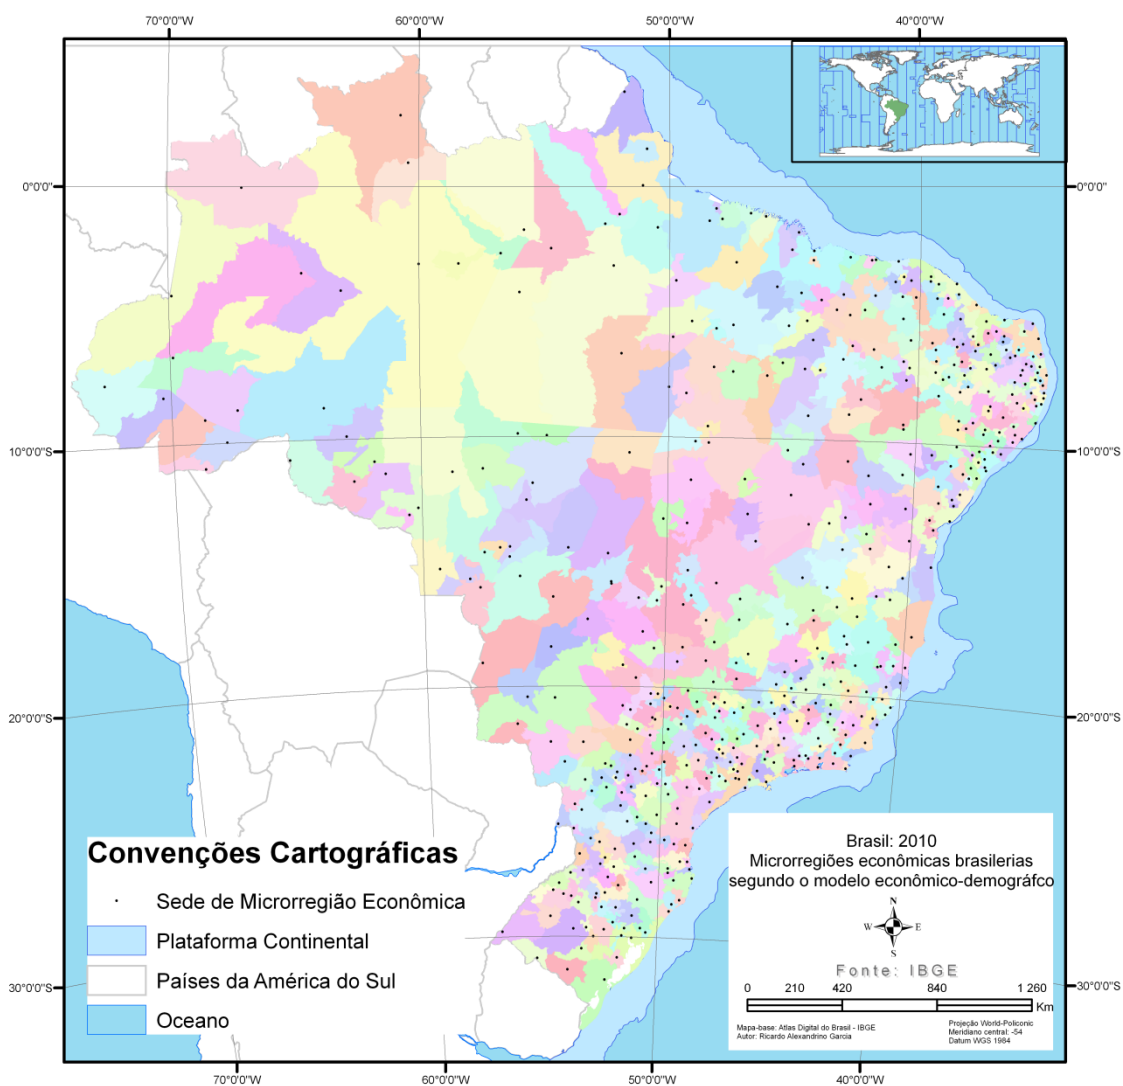 70°0'0"W
60°0'0"W
50°0'0"W
40°0'0"W
0°0'0"
0°0'0"
10°0'0"S
10°0'0"S
20°0'0"S
20°0'0"S
30°0'0"S
30°0'0"S
Convenções Cartográficas
Sede de Microrregião Econômica
Plataforma Continental
Países da América do Sul
Oceano
Brasil: 2010
Microrregiões econômicas brasilerias
segundo o modelo econômico-demográfco
N
W
E
S
Fonte: IBGE
0 210 420 840 1.260
Km
Mapa-base: Atlas Digital do Brasil - IBGE
Autor: Ricardo Alexandrino Garcia
Projeção World-Policonic
Meridiano central: -54
Datum WGS 1984
70°0'0"W
60°0'0"W
50°0'0"W
40°0'0"W